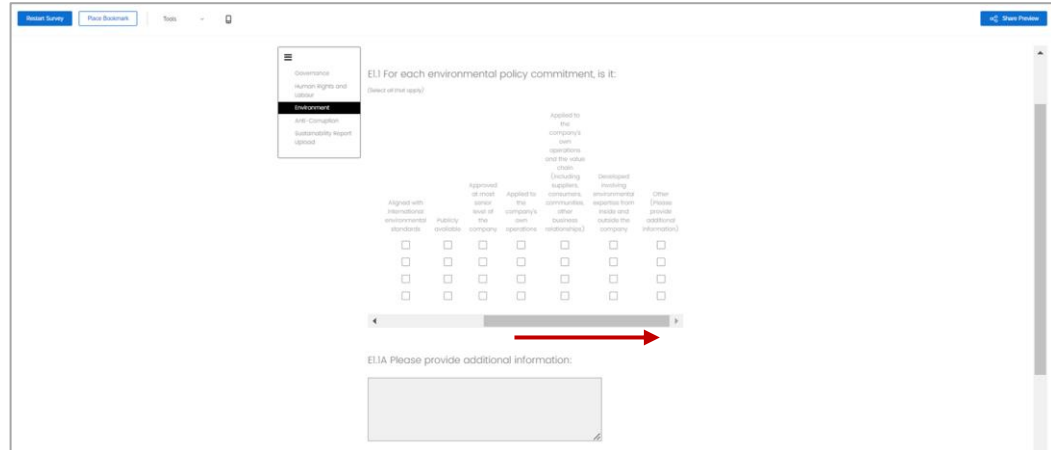 Restart Survey
Place Bookmark
Tools
Share Preview
Governance
Human Rights and
Labour
Environment
Anti-Corruption
Sustainability Report
Upload
E1.1 For each environmental policy commitment, is it:
(Select all that apply)
Aligned with
international
environmental
standards
Publicly
available
Approved
at most
senior
level of
the
company
Applied to
the
company's
own
operations
Applied to
the
company's
own
operations
and the value
chain
(including
suppliers,
consumers,
communities,
other
business
relationships)
Developed
involving
environmental
expertise from
inside and
outside the
company
Other
(Please
provide
additional
information)
E1.1A Please provide additional information: